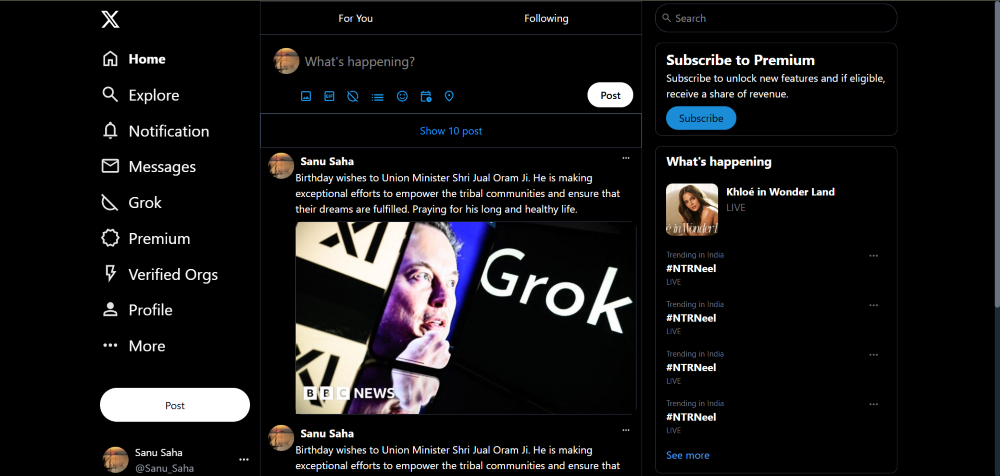 Home
Explore
Notification
Messages
Grok
Premium
Verified Orgs
Profile
More
Post
Sanu Saha
@Sanu_Saha
For You
Following
What's happening?
GIF
Post
Show 10 post
Sanu Saha
Birthday wishes to Union Minister Shri Jual Oram Ji. He is making
exceptional efforts to empower the tribal communities and ensure that
their dreams are fulfilled. Praying for his long and healthy life.
xAI
Grok
XI
BBC NEWS
Sanu Saha
Birthday wishes to Union Minister Shri Jual Oram Ji. He is making
exceptional efforts to empower the tribal communities and ensure that
Search
Subscribe to Premium
Subscribe to unlock new features and if eligible,
receive a share of revenue.
Subscribe
What's happening
Khloé in Wonder Land
LIVE
e in Wonder l
Trending in India
#NTRNeel
LIVE
Trending in India
#NTRNeel
LIVE
Trending in India
#NTRNeel
LIVE
Trending in India
#NTRNeel
LIVE
See more